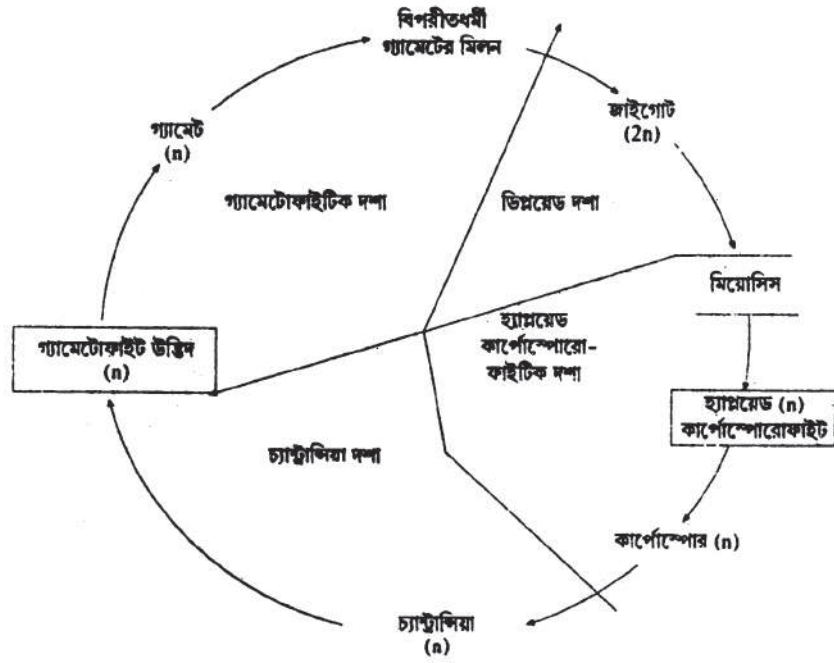 বিপরীতধর্মী
গ্যামেটের মিলন
জাইগোট
(2n)
গ্যামেট
(n)
গ্যামেটোফাইটিক দশা
ডিপ্লয়েড দশা
মিয়োসিস
হ্যাপ্লয়েড
কার্পোস্পোরো-
ফাইটিক দশা
গ্যামেটোফাইট উদ্ভিদ
(n)
হ্যাপ্লয়েড (n)
কার্পোস্পোরোফাইট
চ্যান্ট্রান্সিয়া দশা
কার্পোস্পোর (n)
চ্যান্ট্রান্সিয়া
(n)